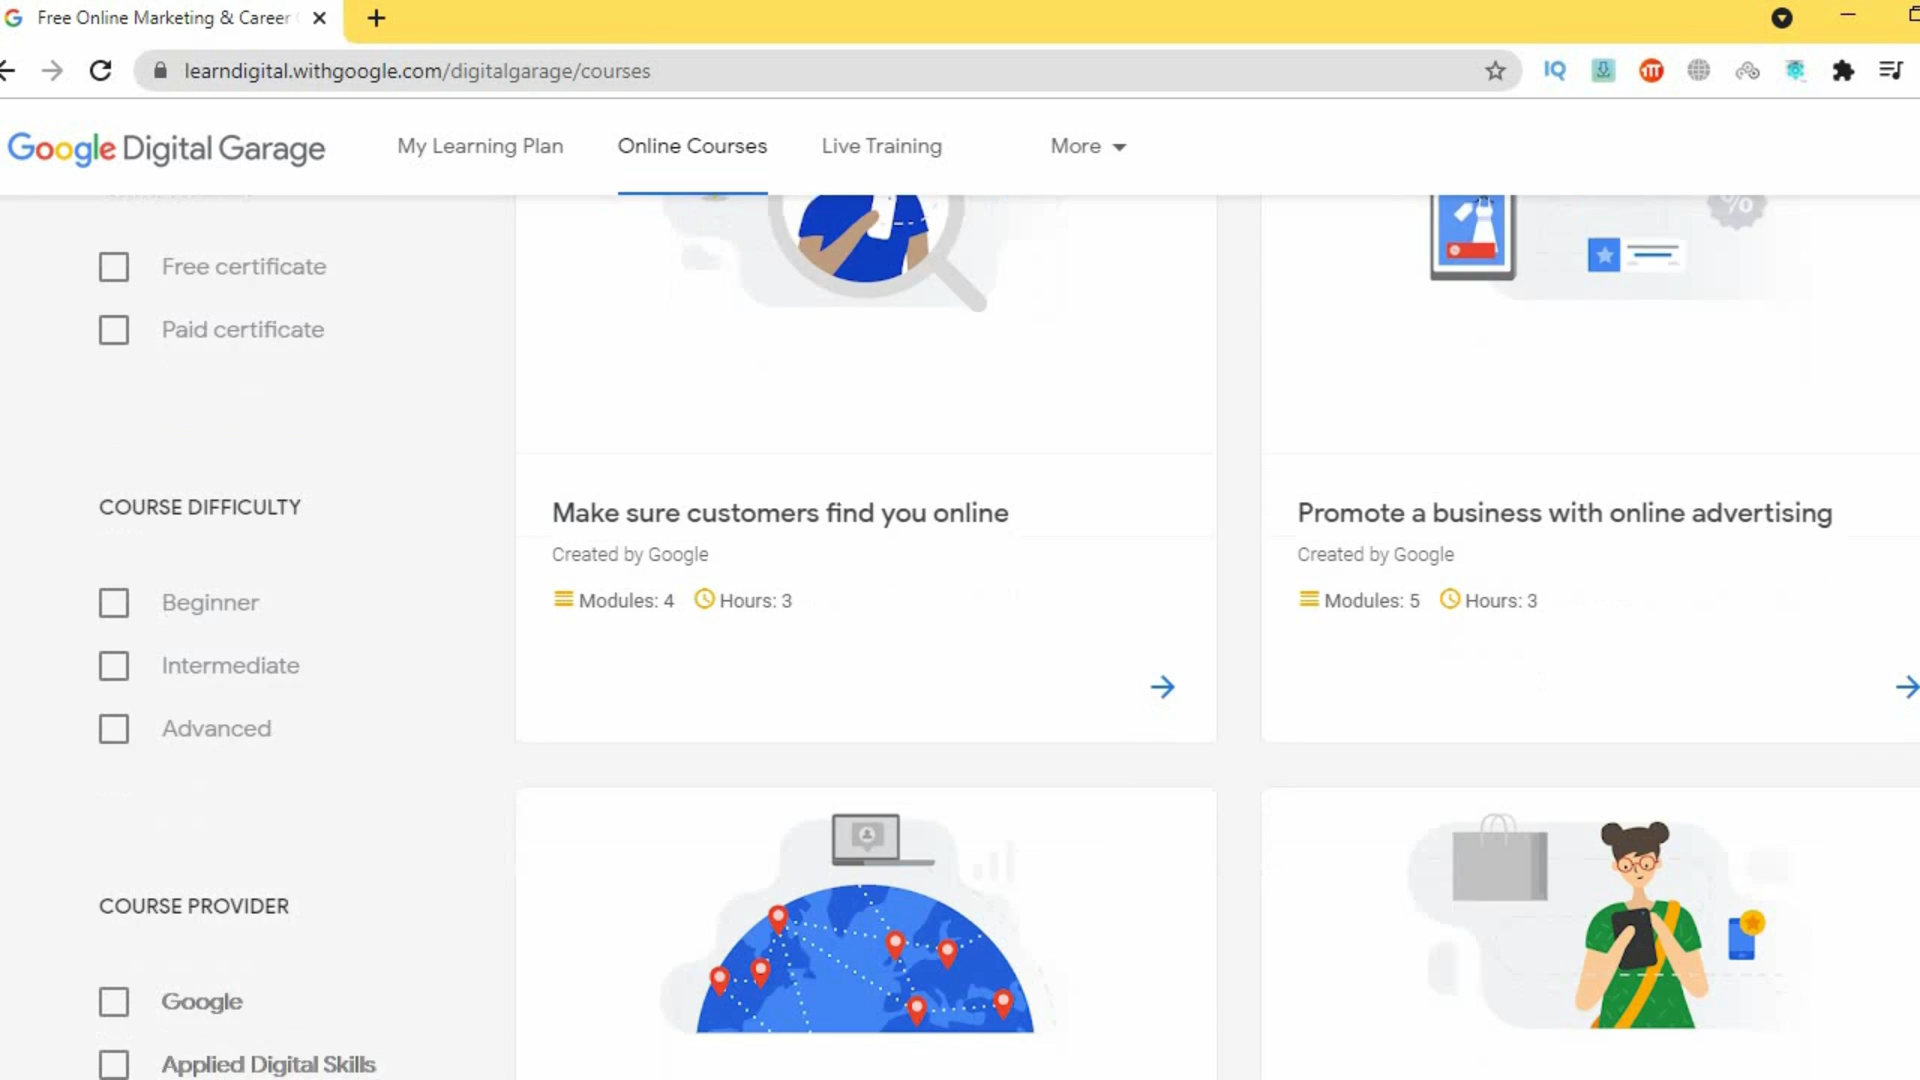 Free Online Marketing & Career
learndigital.withgoogle.com/digitalgarage/courses
IQ
Google Digital Garage
My Learning Plan
Online Courses
Live Training
More
Free certificate
Paid certificate
%
COURSE DIFFICULTY
Make sure customers find you online
Promote a business with online advertising
Created by Google
Created by Google
Modules: 4
Hours: 3
Modules: 5
Hours: 3
Beginner
Intermediate
Advanced
COURSE PROVIDER
Google
Applied Digital Skills